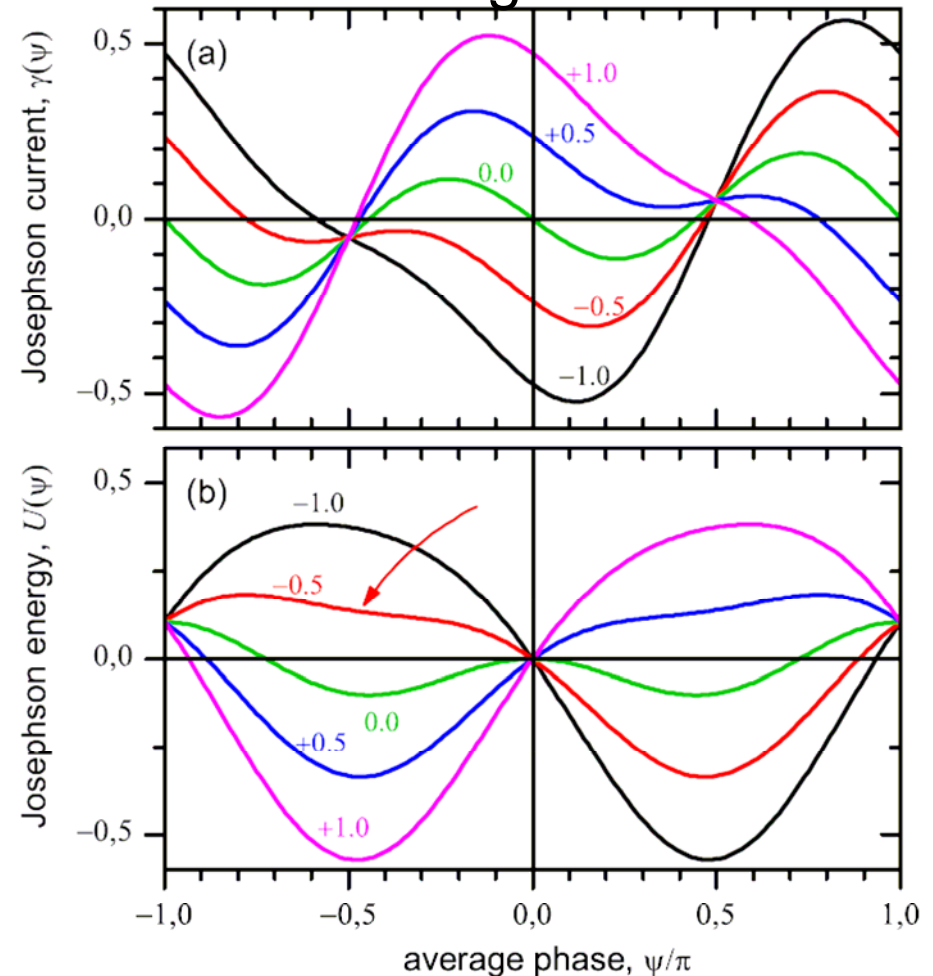 g
Josephson current, γ(ψ)
0,5
0,0
−0,5
(a)
+1.0
+0.5
0.0
−0.5
−1.0
Josephson energy, U(ψ)
0,5
0,0
−0,5
(b)
−1.0
−0.5
0.0
+0.5
+1.0
−1,0 −0,5 0,0 0,5 1,0
average phase, ψ/π